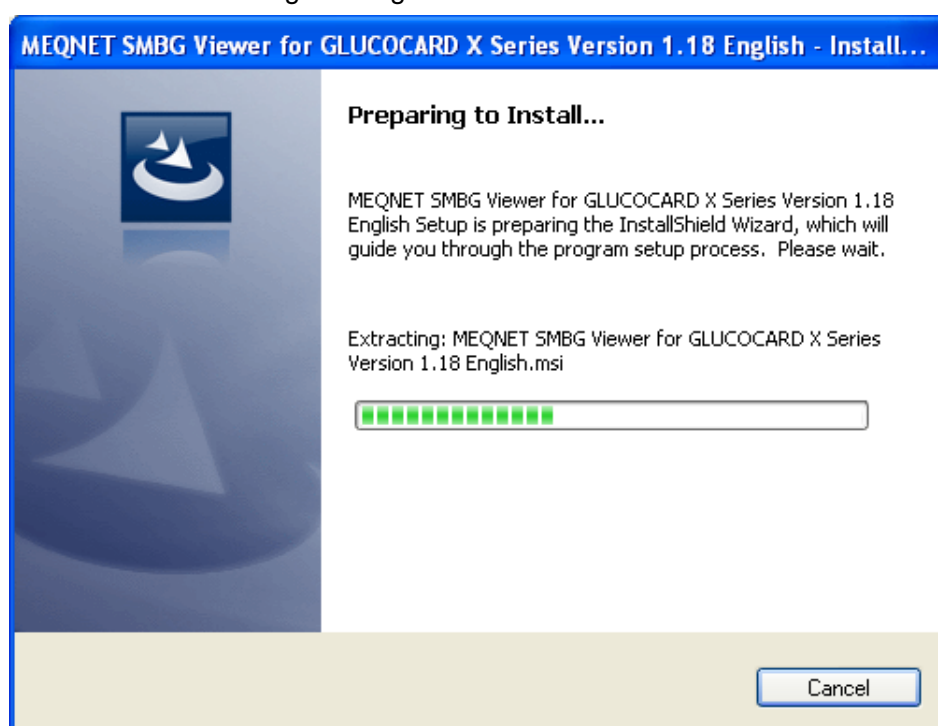 MEQNET SMBG Viewer for GLUCOCARD X Series Version 1.18 English - Install...
Preparing to Install...
MEQNET SMBG Viewer for GLUCOCARD X Series Version 1.18
English Setup is preparing the InstallShield Wizard, which will
guide you through the program setup process. Please wait.
Extracting: MEQNET SMBG Viewer for GLUCOCARD X Series
Version 1.18 English.msi
Cancel